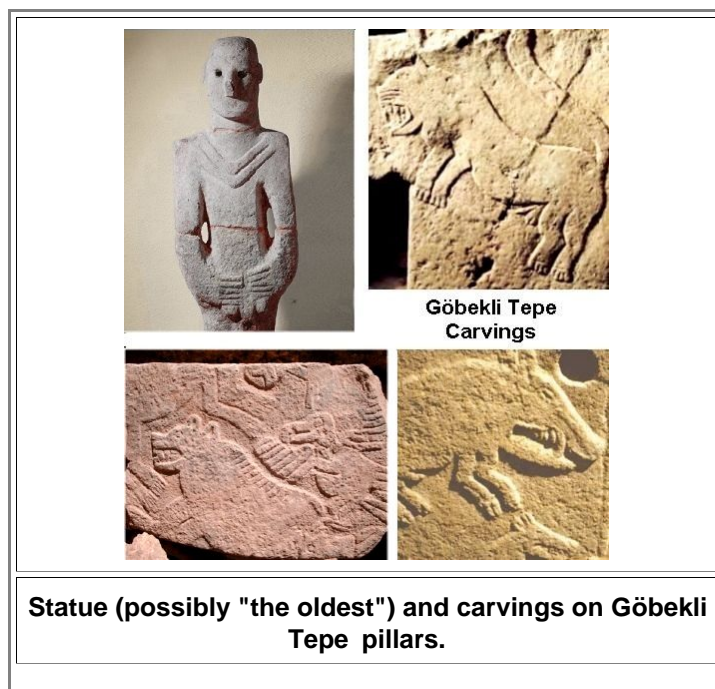 Göbekli Tepe
Carvings
Statue (possibly "the oldest") and carvings on Göbekli
Tepe pillars.